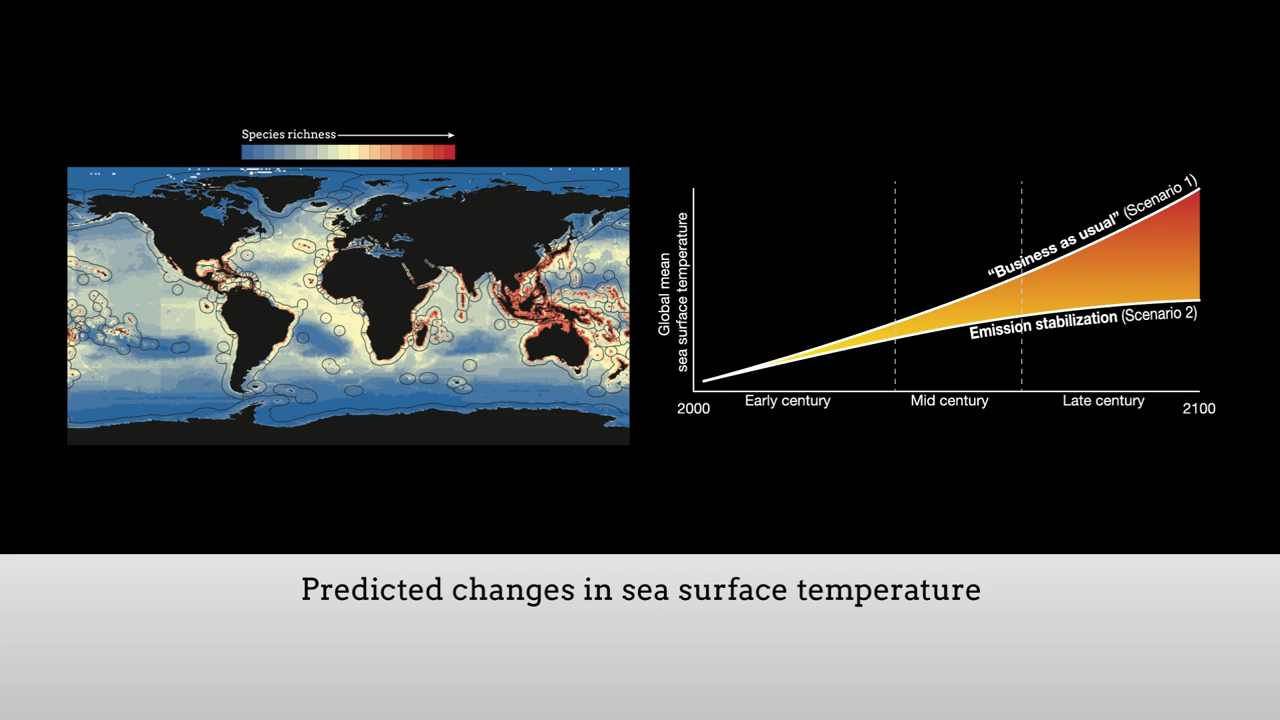 Species richness
"Business as usual" (Scenario 1)
Global mean
sea surface temperature
Emission stabilization (Scenario 2)
2000
Early century
Mid century
Late century
2100
Predicted changes in sea surface temperature